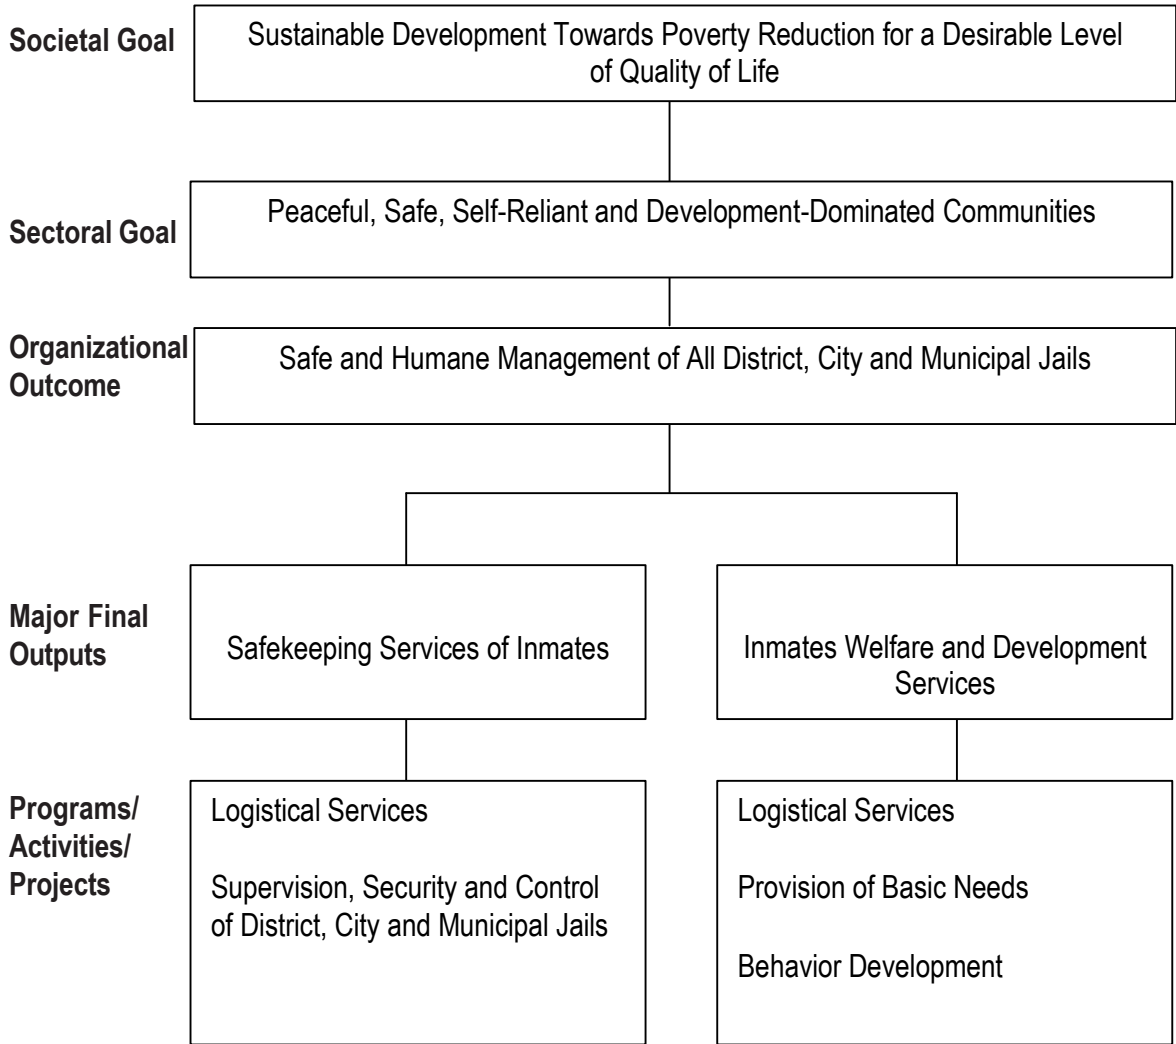 Societal Goal
Sustainable Development Towards Poverty Reduction for a Desirable Level
of Quality of Life
Sectoral Goal
Peaceful, Safe, Self-Reliant and Development-Dominated Communities
Organizational
Outcome
Safe and Humane Management of All District, City and Municipal Jails
Major Final
Outputs
Safekeeping Services of Inmates
Inmates Welfare and Development
Services
Programs/
Activities/
Projects
Logistical Services
Supervision, Security and Control
of District, City and Municipal Jails
Logistical Services
Provision of Basic Needs
Behavior Development